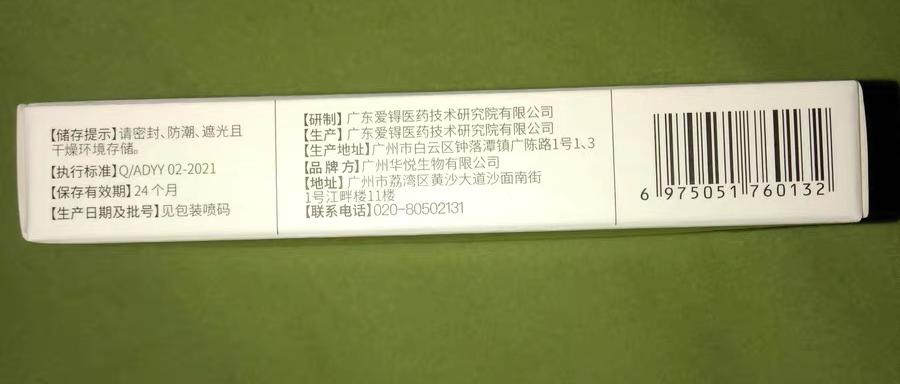 【储存提示】请密封、防潮、遮光且
干燥环境存储。
【执行标准】Q/ADYY 02-2021
【保存有效期】24个月
【生产日期及批号】见包装喷码
【研制】广东爱锝医药技术研究院有限公司
【生产】广东爱锝医药技术研究院有限公司
【生产地址】广州市白云区钟落潭镇广陈路1号1、3
【品牌方】广州华悦生物有限公司
【地址】广州市荔湾区黄沙大道沙面南街
1号江畔楼11楼
【联系电话】020-80502131
6 975051 760132